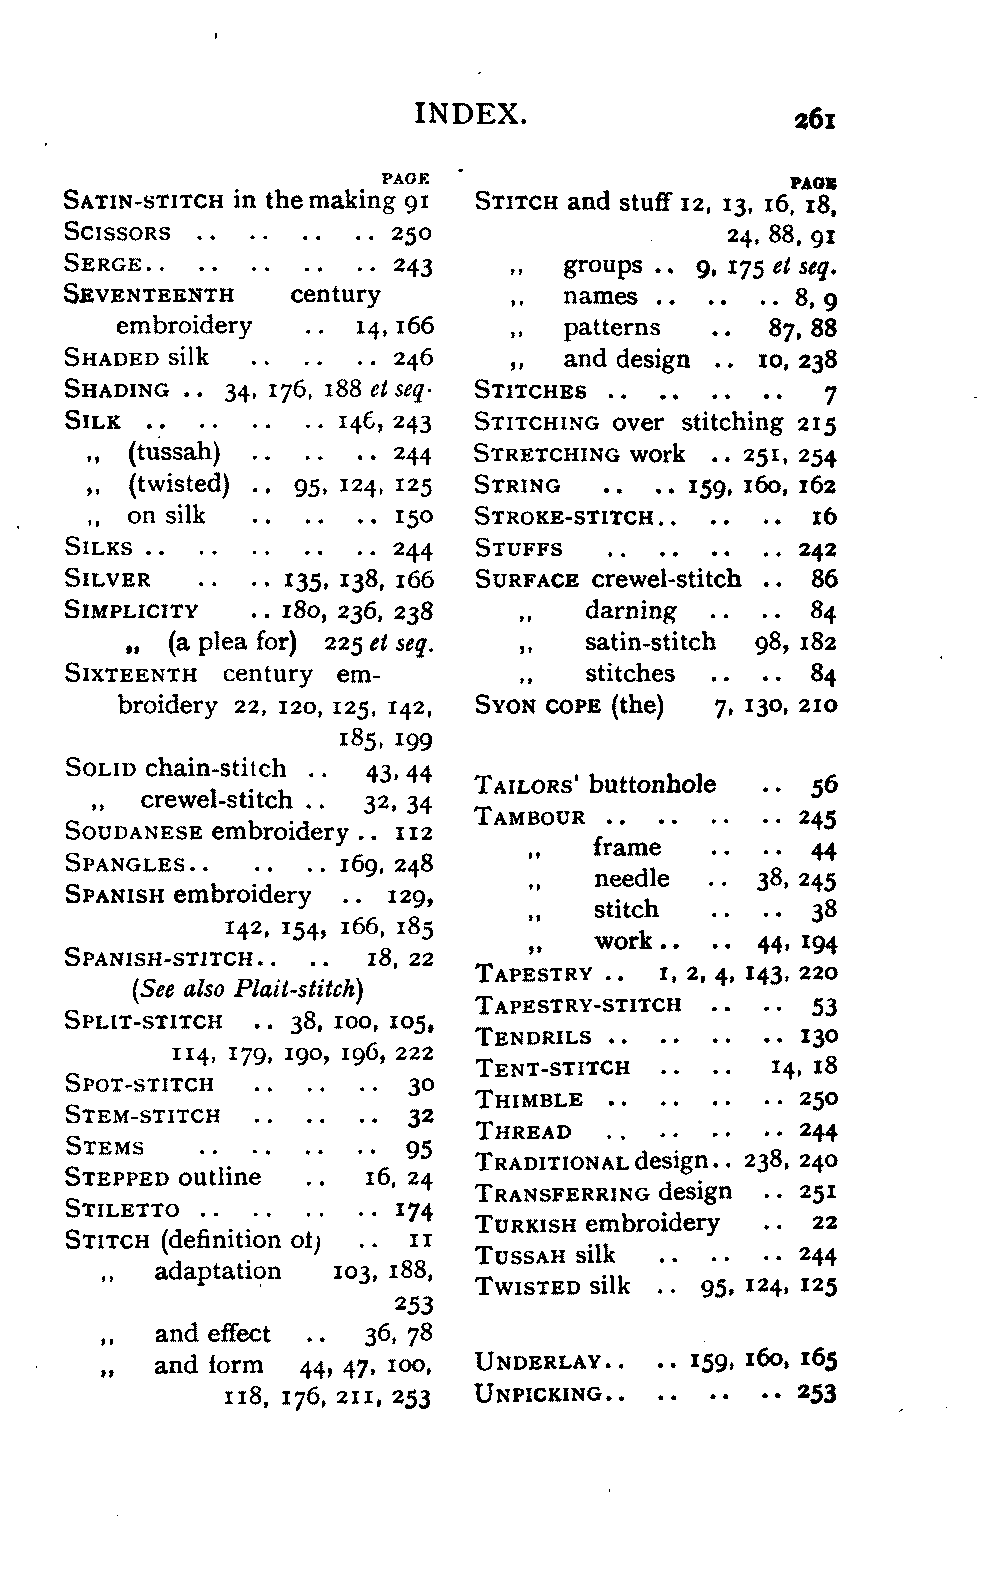 INDEX.
261
PAGE
SATIN-STITCH in the making 91
SCISSORS .. .. .. .. 250
SERGE.. .. .. .. .. 243
SEVENTEENTH century
embroidery .. 14, 166
SHADED silk .. .. .. 246
SHADING .. 34, 176, 188 et seq.
SILK .. .. .. .. 146, 243
,, (tussah) .. .. .. 244
,, (twisted) .. 95, 124, 125
,, on silk .. .. .. 150
SILKS .. .. .. .. .. 244
SILVER .. .. 135, 138, 166
SIMPLICITY .. 180, 236, 238
,, (a plea for) 225 et seq.
SIXTEENTH century em-
broidery 22, 120, 125, 142,
185, 199
SOLID chain-stitch .. 43, 44
,, crewel-stitch .. 32, 34
SOUDANESE embroidery .. 112
SPANGLES.. .. .. 169, 248
SPANISH embroidery .. 129,
142, 154, 166, 185
SPANISH-STITCH.. .. 18, 22
(See also Plait-stitch)
SPLIT-STITCH .. 38, 100, 105,
114, 179, 190, 196, 222
SPOT-STITCH .. .. .. 30
STEM-STITCH .. .. .. 32
STEMS .. .. .. .. 95
STEPPED outline .. 16, 24
STILETTO .. .. .. .. 174
STITCH (definition of) .. 11
,, adaptation 103, 188,
253
,, and effect .. 36, 78
,, and form 44, 47, 100,
118, 176, 211, 253
PAGE
STITCH and stuff 12, 13, 16, 18,
24, 88, 91
,, groups .. 9, 175 et seq.
,, names .. .. .. 8, 9
,, patterns .. 87, 88
,, and design .. 10, 238
STITCHES .. .. .. .. 7
STITCHING over stitching 215
STRETCHING work .. 251, 254
STRING .. .. 159, 160, 162
STROKE-STITCH.. .. .. 16
STUFFS .. .. .. .. 242
SURFACE crewel-stitch .. 86
,, darning .. .. 84
,, satin-stitch 98, 182
,, stitches .. .. 84
SYON COPE (the) 7, 130, 210
TAILORS' buttonhole .. 56
TAMBOUR .. .. .. .. 245
,, frame .. .. 44
,, needle .. 38, 245
,, stitch .. .. 38
,, work .. .. 44, 194
TAPESTRY .. 1, 2, 4, 143, 220
TAPESTRY-STITCH .. .. 53
TENDRILS .. .. .. .. 130
TENT-STITCH .. .. 14, 18
THIMBLE .. .. .. .. 250
THREAD .. .. .. .. 244
TRADITIONAL design.. 238, 240
TRANSFERRING design .. 251
TURKISH embroidery .. 22
TUSSAH silk .. .. .. 244
TWISTED silk .. 95, 124, 125
UNDERLAY.. .. 159, 160, 165
UNPICKING.. .. .. .. 253